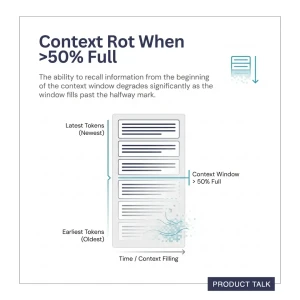 Context Rot When
>50% Full
The ability to recall information from the beginning
of the context window degrades significantly as the
window fills past the halfway mark.
Latest Tokens
(Newest)
Context Window
> 50% Full
Earliest Tokens
(Oldest)
Time / Context Filling
PRODUCT TALK